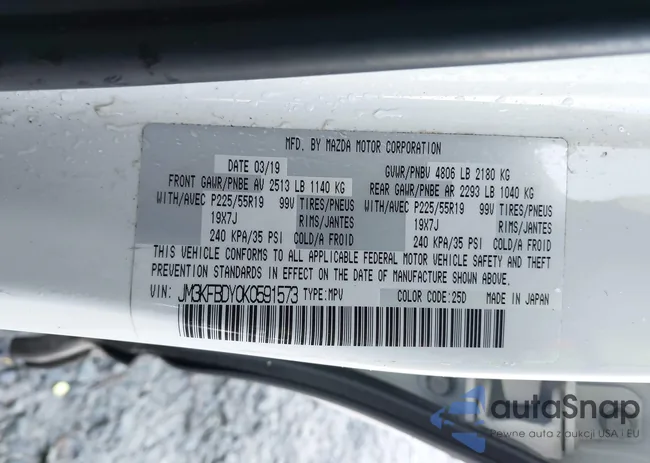 MFD. BY MAZDA MOTOR CORPORATION
DATE 03/19 GVWR/PNBV 4806 LB 2180 KG
FRONT GAWR/PNBE AV 2513 LB 1140 KG REAR GAWR/PNBE AR 2293 LB 1040 KG
WITH/AVEC P225/55R19 99V TIRES/PNEUS WITH/AVEC P225/55R19 99V TIRES/PNEUS
19X7J RIMS/JANTES 19X7J RIMS/JANTES
240 KPA/35 PSI COLD/A FROID 240 KPA/35 PSI COLD/A FROID
THIS VEHICLE CONFORMS TO ALL APPLICABLE FEDERAL MOTOR VEHICLE SAFETY AND THEFT
PREVENTION STANDARDS IN EFFECT ON THE DATE OF MANUFACTURE SHOWN ABOVE.
VIN: JM3KFBDY0K0591573 TYPE: MPV COLOR CODE: 25D MADE IN JAPAN
autoSnap
Pewne auta z aukcji USA i EU